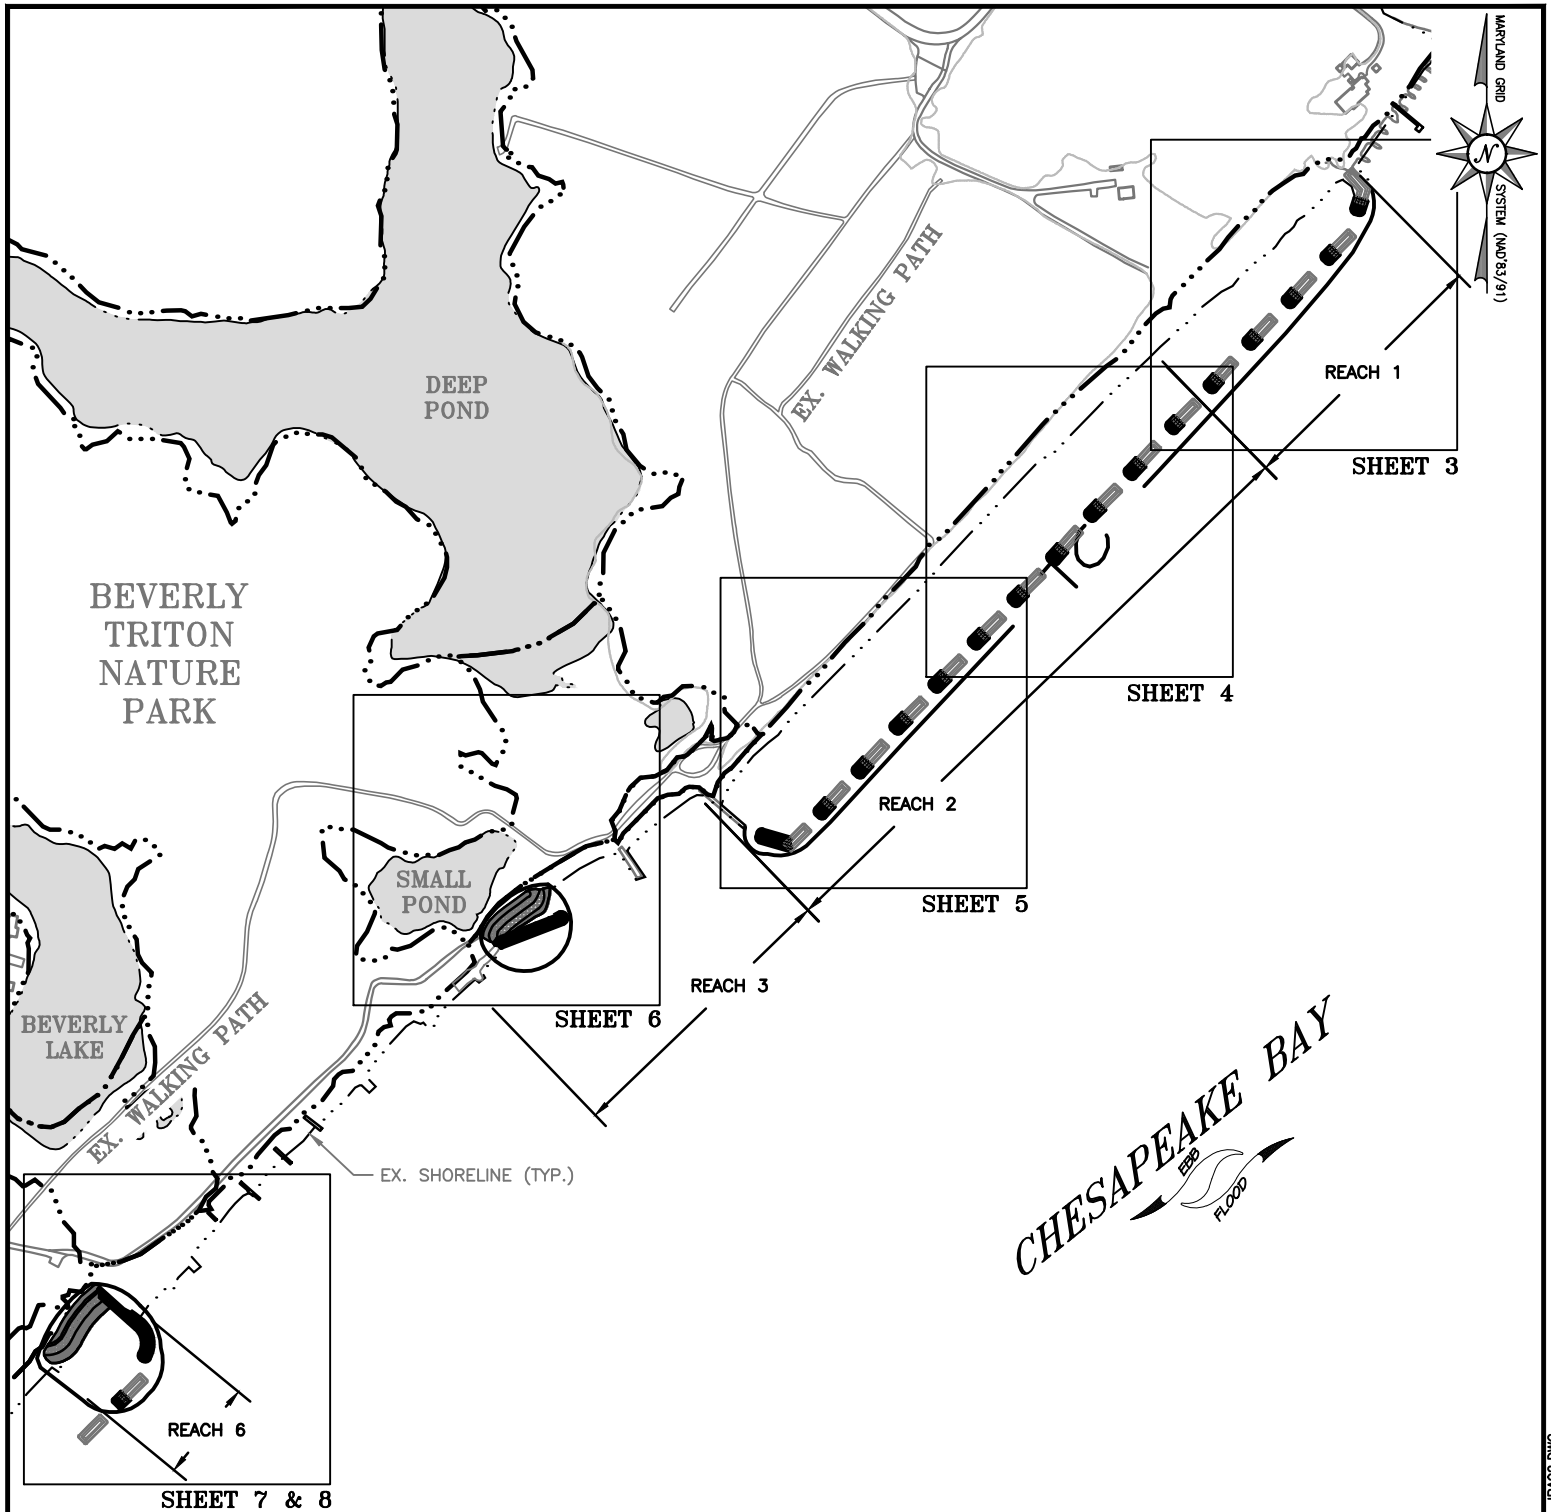 MARYLAND GRID
N
SYSTEM (NAD'83/91)
DEEP
POND
EX. WALKING PATH
REACH 1
SHEET 3
BEVERLY
TRITON
NATURE
PARK
SHEET 4
REACH 2
SMALL
POND
SHEET 5
REACH 3
SHEET 6
BEVERLY
LAKE
EX. WALKING PATH
EX. SHORELINE (TYP.)
CHESAPEAKE BAY
EBB
FLOOD
REACH 6
SHEET 7 & 8